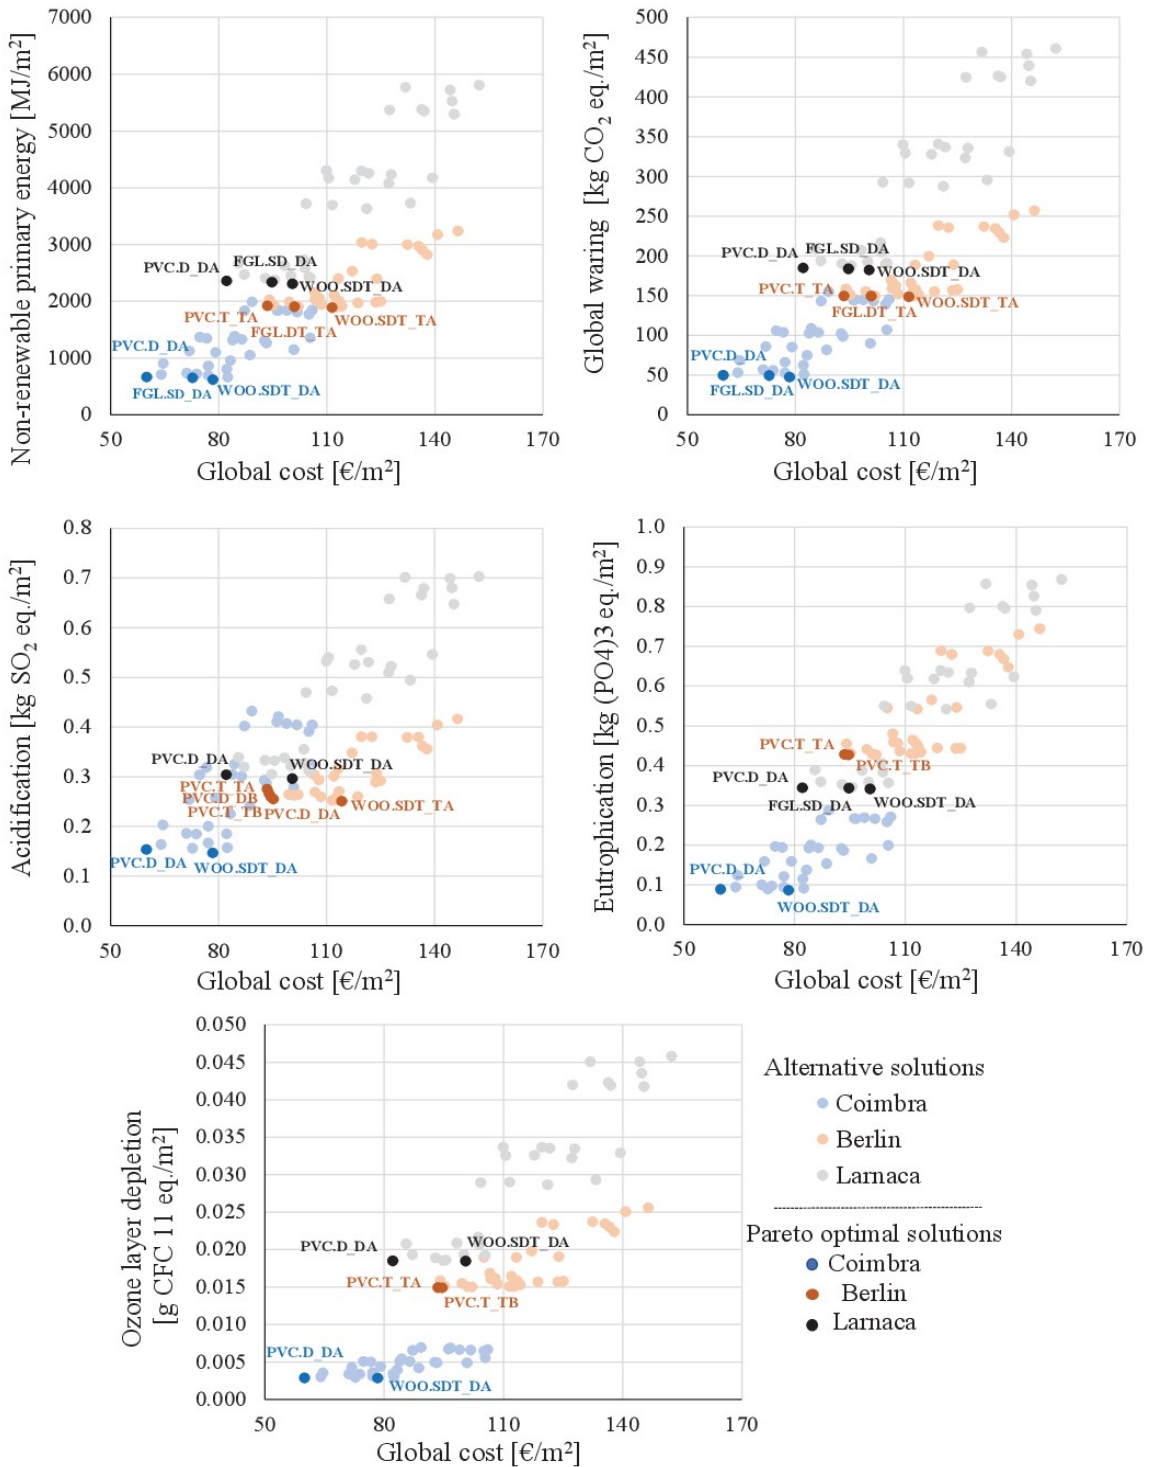 Non-renewable primary energy [MJ/m²]
7000
6000
5000
4000
3000
2000
1000
0
50
80
110
140
170
Global cost [€/m²]
PVC.D_DA
FGL.SD_DA
WOO.SDT_DA
PVC.T_TA
FGL.DT_TA
WOO.SDT_TA
PVC.D_DA
FGL.SD_DA
WOO.SDT_DA
Global waring [kg CO₂ eq./m²]
500
450
400
350
300
250
200
150
100
50
0
50
80
110
140
170
Global cost [€/m²]
PVC.D_DA
FGL.SD_DA
WOO.SDT_DA
PVC.T_TA
FGL.DT_TA
WOO.SDT_TA
PVC.D_DA
FGL.SD_DA
WOO.SDT_DA
Acidification [kg SO₂ eq./m²]
0.8
0.7
0.6
0.5
0.4
0.3
0.2
0.1
0.0
50
80
110
140
170
Global cost [€/m²]
PVC.D_DA
WOO.SDT_DA
PVC.T_TA
PVC.D_DB
PVC.T_TB
PVC.D_DA
WOO.SDT_TA
PVC.D_DA
WOO.SDT_DA
Eutrophication [kg (PO4)3 eq./m²]
1.0
0.9
0.8
0.7
0.6
0.5
0.4
0.3
0.2
0.1
0.0
50
80
110
140
170
Global cost [€/m²]
PVC.T_TA
PVC.T_TB
PVC.D_DA
FGL.SD_DA
WOO.SDT_DA
PVC.D_DA
WOO.SDT_DA
Ozone layer depletion
[g CFC 11 eq./m²]
0.050
0.045
0.040
0.035
0.030
0.025
0.020
0.015
0.010
0.005
0.000
50
80
110
140
170
Global cost [€/m²]
PVC.D_DA
WOO.SDT_DA
PVC.T_TA
PVC.T_TB
PVC.D_DA
WOO.SDT_DA
Alternative solutions
Coimbra
Berlin
Larnaca
Pareto optimal solutions
Coimbra
Berlin
Larnaca